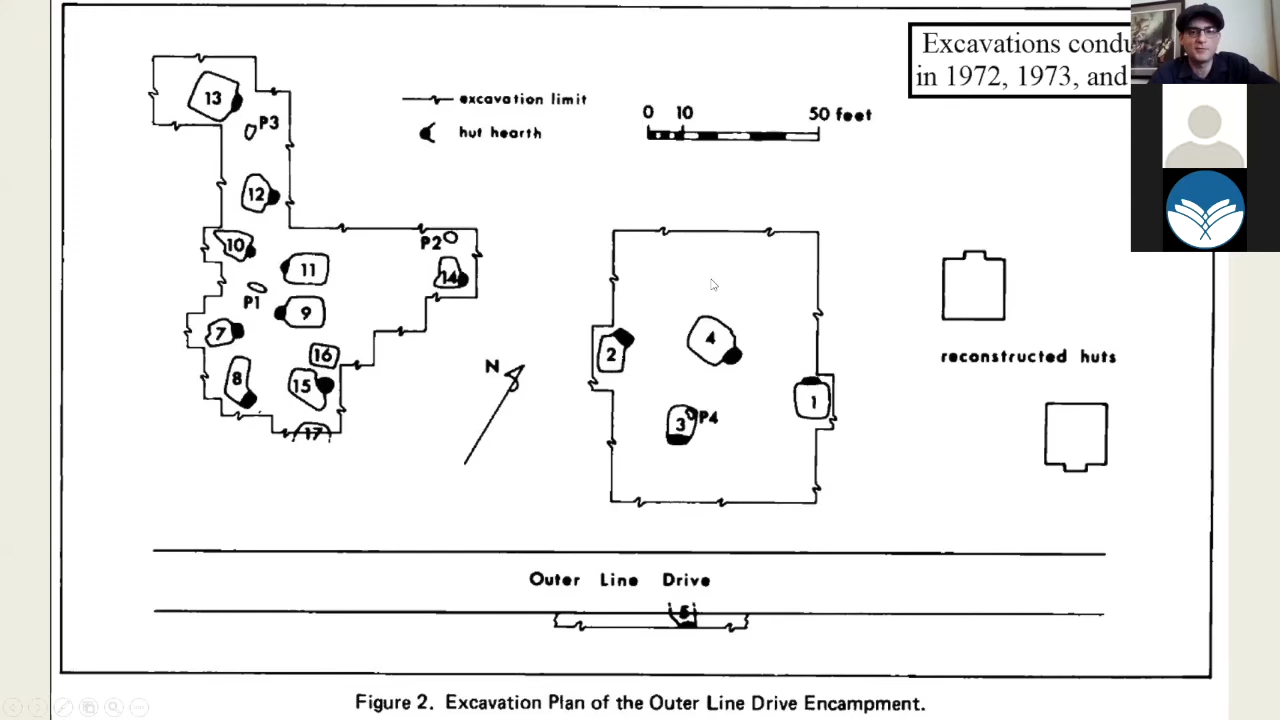 Excavations
in 1972, 1973, and
excavation limit
hut hearth
0 10 50 feet
13
P3
12
10
11
P2
14
P1
9
7
16
8
15
17
N
2
4
1
3
P4
reconstructed huts
Outer Line Drive
5
Figure 2. Excavation Plan of the Outer Line Drive Encampment.